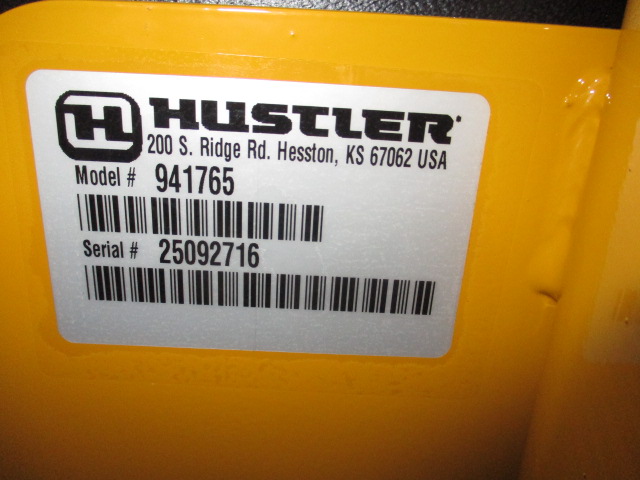 H HUSTLER
200 S. Ridge Rd. Hesston, KS 67062 USA
Model # 941765
Serial # 25092716